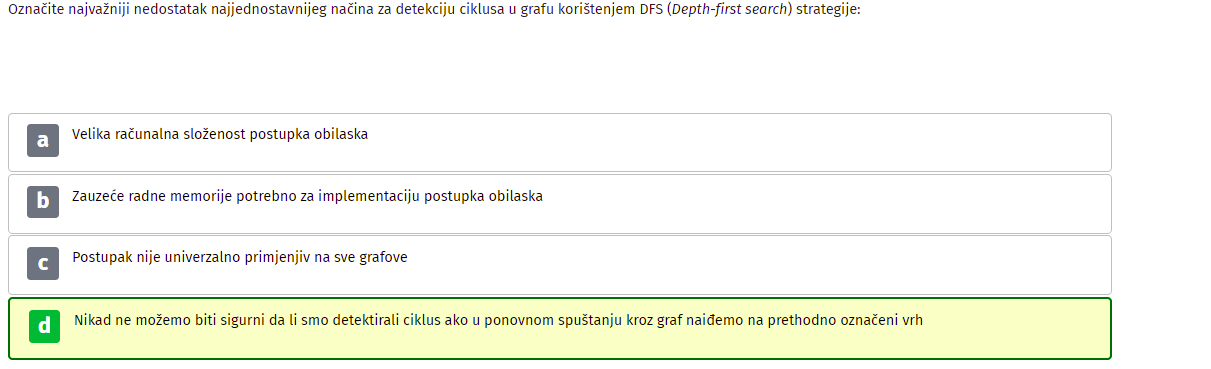 Označite najvažniji nedostatak najjednostavnijeg načina za detekciju ciklusa u grafu korištenjem DFS (Depth-first search) strategije:
a Velika računalna složenost postupka obilaska
b Zauzeće radne memorije potrebno za implementaciju postupka obilaska
c Postupak nije univerzalno primjenjiv na sve grafove
d Nikad ne možemo biti sigurni da li smo detektirali ciklus ako u ponovnom spuštanju kroz graf naiđemo na prethodno označeni vrh